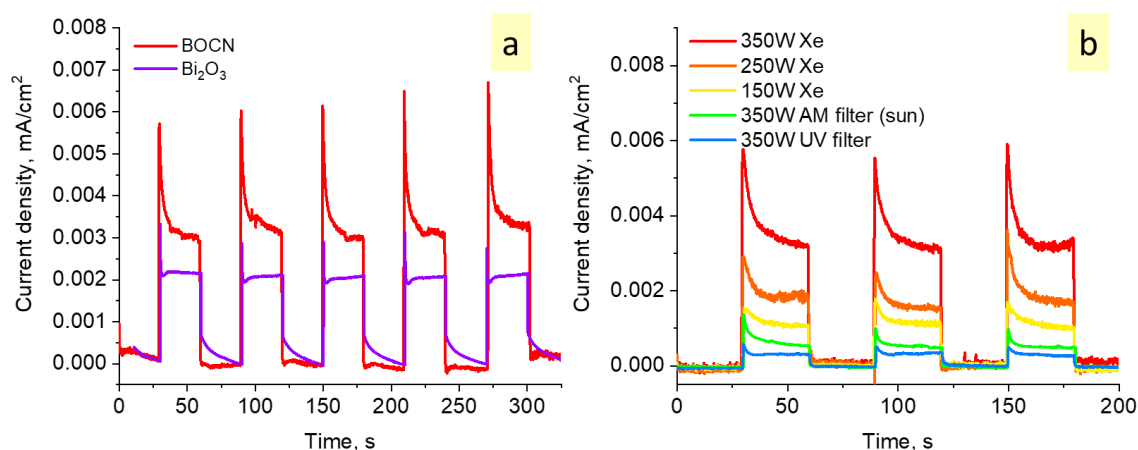 a
BOCN
Bi₂O₃
Current density, mA/cm²
0.008
0.007
0.006
0.005
0.004
0.003
0.002
0.001
0.000
0 50 100 150 200 250 300
Time, s
b
350W Xe
250W Xe
150W Xe
350W AM filter (sun)
350W UV filter
Current density, mA/cm²
0.008
0.006
0.004
0.002
0.000
0 50 100 150 200
Time, s